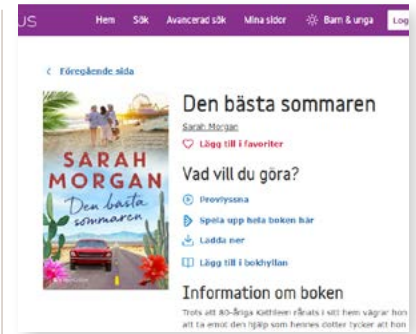 US
Hem Sök Avancerad sök Mina sidor Barn & unga Log
Föregående sida
SARAH
MORGAN
Den bästa
sommaren
Den bästa sommaren
Sarah Morgan
Lägg till i favoriter
Vad vill du göra?
Provlyssna
Spela upp hela boken här
Ladda ner
Lägg till i bokhyllan
Information om boken
Trots att 80-åriga Kathleen rånats i sitt hem vägrar hon
att ta emot den hjälp som hennes dotter tycker att hon